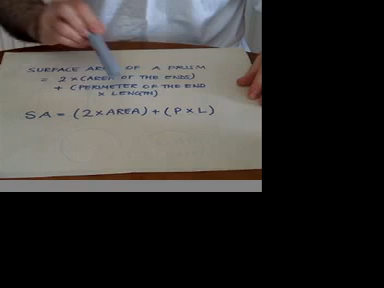 SURFACE AREA OF A PRISM
= 2 × (AREA OF THE ENDS)
+ (PERIMETER OF THE END
× LENGTH)
SA = (2 × AREA) + (P × L)